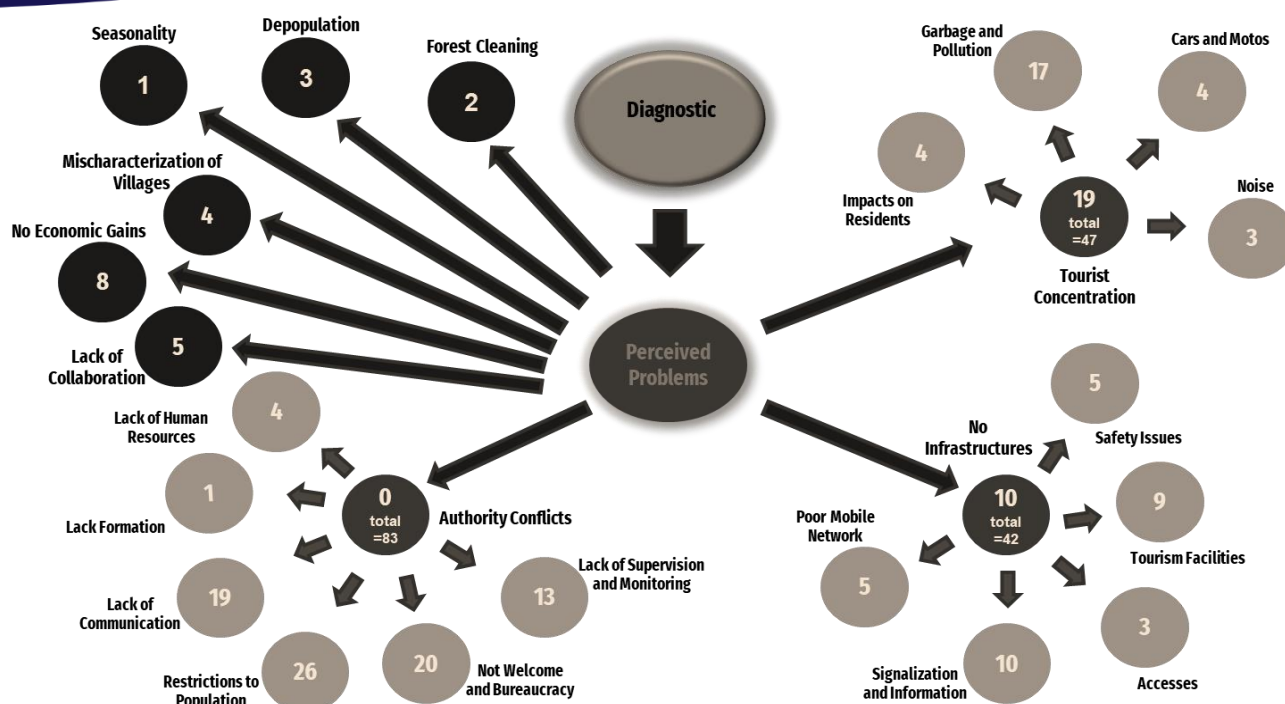 Seasonality
1
Depopulation
3
Forest Cleaning
2
Diagnostic
Garbage and
Pollution
17
Cars and Motos
4
4
Impacts on
Residents
19
total
=47
Tourist
Concentration
Noise
3
Mischaracterization of
Villages
4
No Economic Gains
8
5
Lack of
Collaboration
Perceived
Problems
Lack of Human
Resources
4
1
Lack Formation
0
total
=83
Authority Conflicts
19
Lack of
Communication
26
Restrictions to
Population
20
Not Welcome
and Bureaucracy
13
Lack of Supervision
and Monitoring
No
Infrastructures
10
total
=42
5
Safety Issues
9
Tourism Facilities
Poor Mobile
Network
5
10
Signalization
and Information
3
Accesses